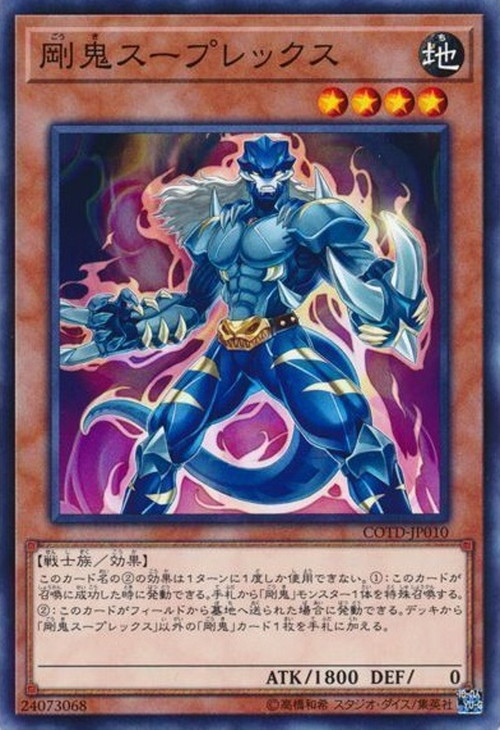 剛鬼スープレックス
地
COTD-JP010
【戦士族／効果】
このカード名の②の効果は１ターンに１度しか使用できない。①：このカードが
召喚に成功した時に発動できる。手札から「剛鬼」モンスター１体を特殊召喚する。
②：このカードがフィールドから墓地へ送られた場合に発動できる。デッキから
「剛鬼スープレックス」以外の「剛鬼」カード１枚を手札に加える。
ATK/1800 DEF/ 0
24073068 ©高橋和希 スタジオ・ダイス/集英社